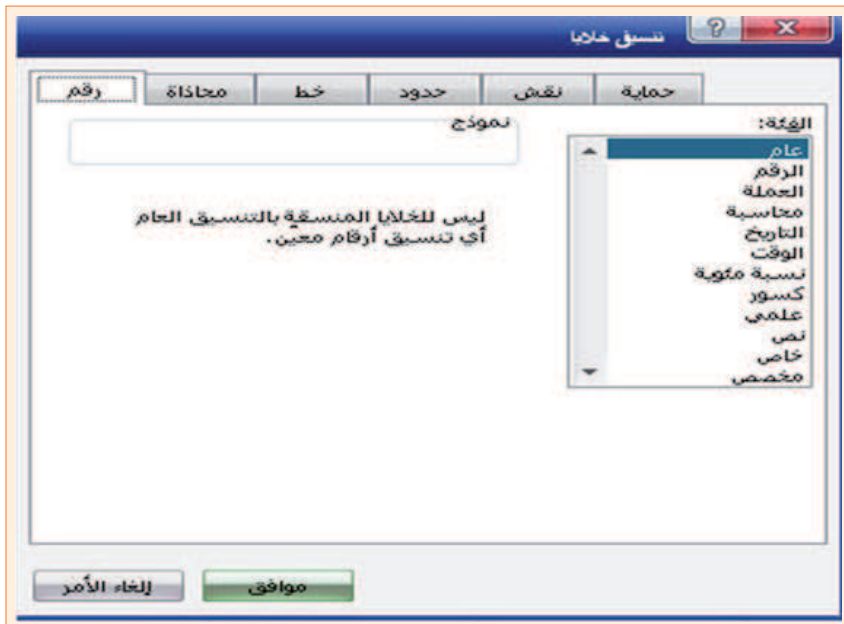 تنسيق خلايا
رقم
محاذاة
خط
حدود
نقش
حماية
الفئة:
عام
الرقم
العملة
محاسبة
التاريخ
الوقت
نسبة مئوية
كسور
علمي
نص
خاص
مخصص
نموذج
ليس للخلايا المنسقة بالتنسيق العام
أي تنسيق أرقام معين.
موافق
إلغاء الأمر